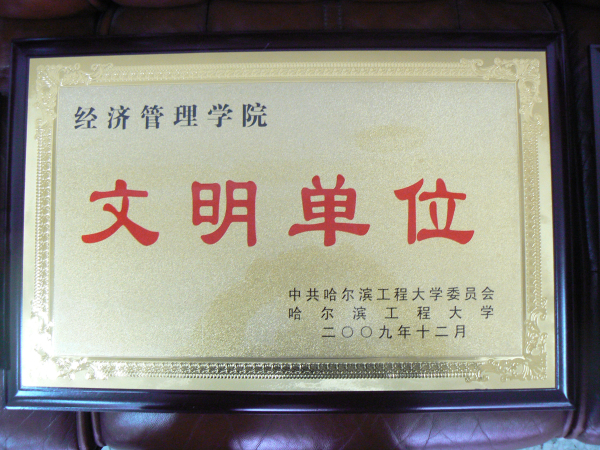 经济管理学院
文明单位
中共哈尔滨工程大学委员会
哈尔滨工程大学
二〇〇九年十二月